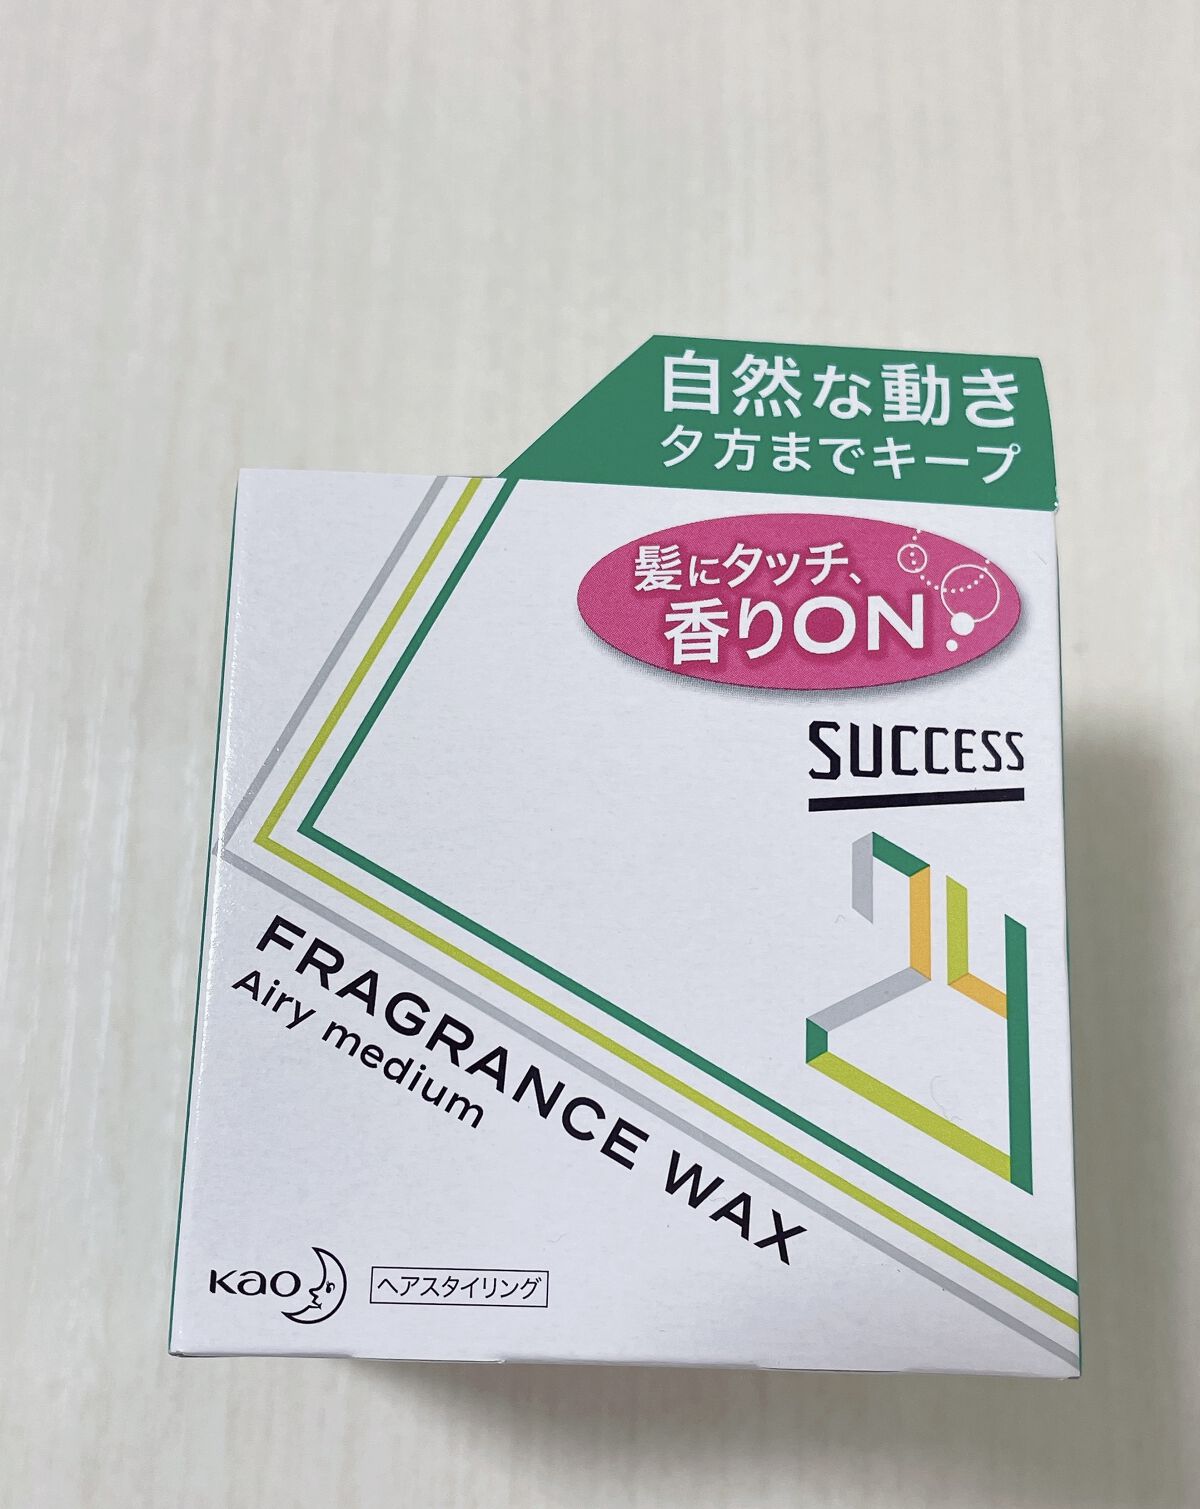 自然な動き
夕方までキープ
髪にタッチ、
香りON!
SUCCESS
24
FRAGRANCE WAX
Airy medium
Kao
ヘアスタイリング